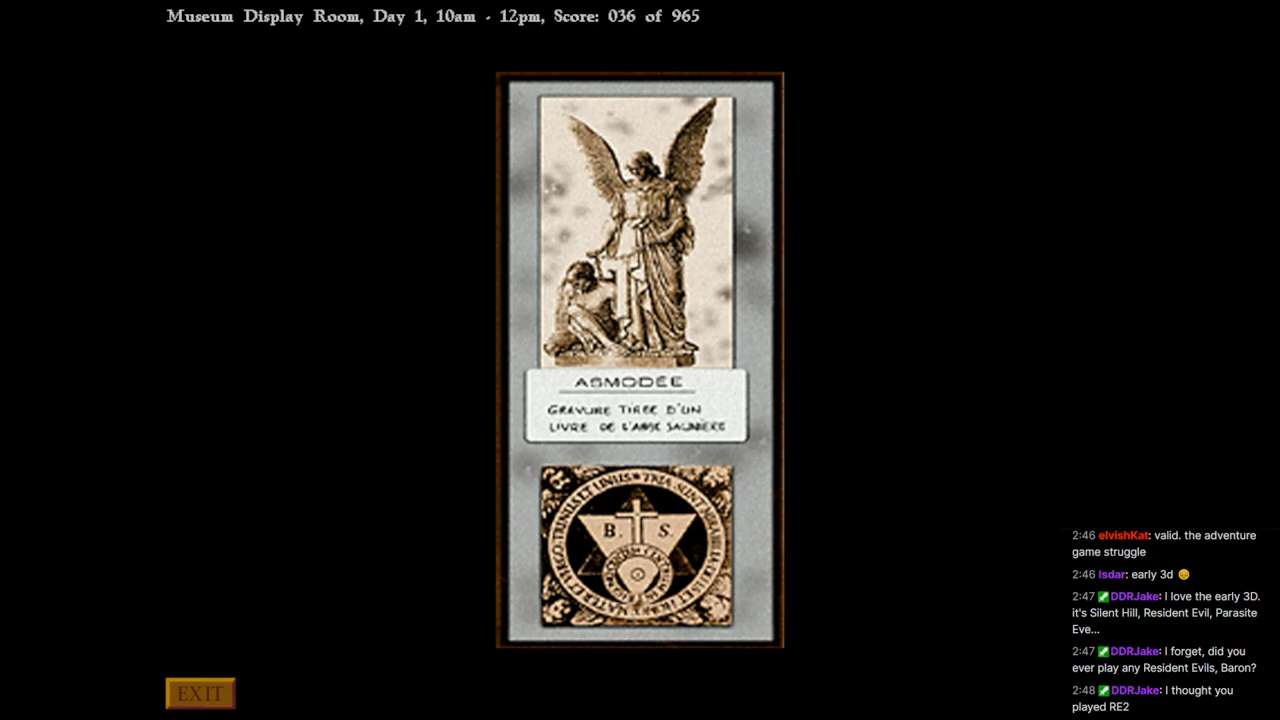 Museum Display Room, Day 1, 10am - 12pm, Score: 036 of 965
ASMODÉE
GRAVURE TIREE D'UN
LIVRE DE L'ABBE SAUNIÈRE
B. S.
EXIT
2:46 elvishKat: valid. the adventure
game struggle
2:46 lsdar: early 3d
2:47 DDRJake: I love the early 3D.
it's Silent Hill, Resident Evil, Parasite
Eve...
2:47 DDRJake: I forget, did you
ever play any Resident Evils, Baron?
2:48 DDRJake: I thought you
played RE2